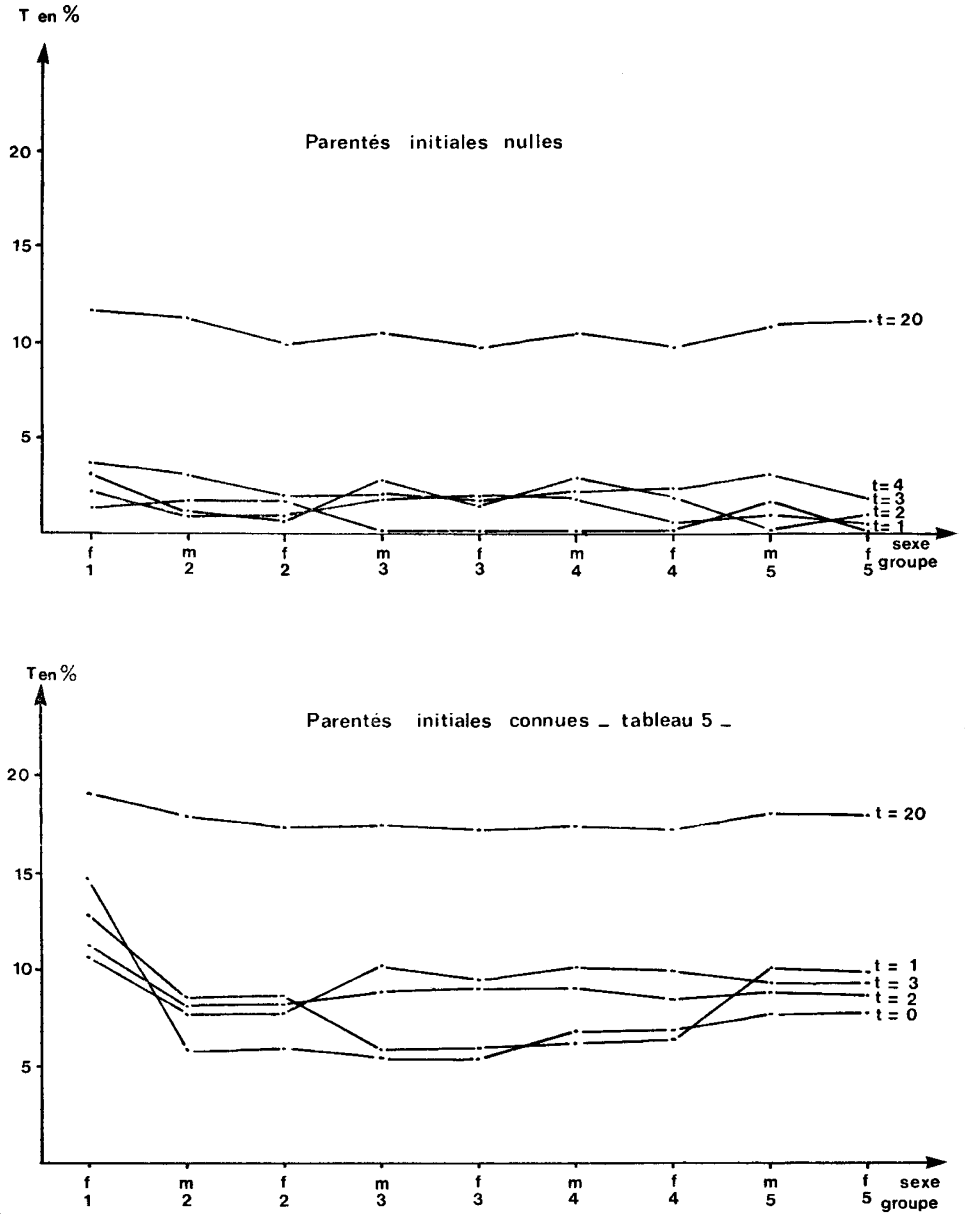 T en %
Parentés initiales nulles
20
15
10
5
t=20
t=4
t=3
t=2
t=1
f m f m f m f m f sexe
1 2 2 3 3 4 4 5 5 groupe
T en %
Parentés initiales connues _ tableau 5 _
20
15
10
5
t=20
t= 1
t=3
t=2
t=0
f m f m f m f m f sexe
1 2 2 3 3 4 4 5 5 groupe